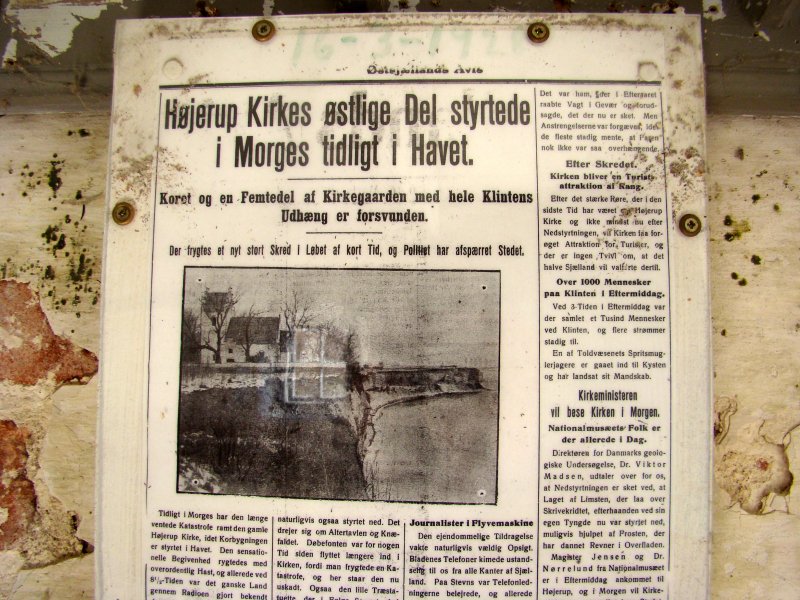 16-3-1928
Østsjællands Avis
Højerup Kirkes østlige Del styrtede
i Morges tidligt i Havet.
Koret og en Femtedel af Kirkegaarden med hele Klintens
Udhæng er forsvunden.
Der frygtes et nyt stort Skred i Løbet af kort Tid, og Politiet har afspærret Stedet.
Tidligt i Morges har den længe
ventede Katastrofe ramt den gamle
Højerup Kirke, idet Korbygningen
er styrtet i Havet. Den sensatio-
nelle Begivenhed rygtedes med
overordentlig Hast, og allerede ved
8½-Tiden var det ganske Land
gennem Radioen gjort bekendt
naturligvis ogsaa styrtet ned. Det
drejer sig om Altertavlen og Knæ-
faldet. Døbefonten var for nogen
Tid siden flyttet længere ind i
Kirken, fordi man frygtede en Ka-
tastrofe, og her staar den nu
uskadt. Ogsaa den lille Træsta-
Journalister i Flyvemaskine
Den ejendommelige Tildragelse
vakte naturligvis vældig Opsigt.
Bladenes Telefoner kimede ustand-
selig til os fra alle Kanter af Sjæl-
land. Paa Stevns var Telefonled-
ningerne belejrede, og allerede
Det var ham, der i Efteraaret
raabte Vagt i Gevær og forud-
sagde, det der nu er sket. Men
Anstrengelserne var forgæves, idet
de fleste stadig mente, at Faren
nok ikke var saa overhængende.
Efter Skredet.
Kirken bliver en Turist-
attraktion af Rang.
Efter det stærke Røre, der i den
sidste Tid har været om Højerup
Kirke og ikke mindst nu efter
Nedstyrtningen, vil Kirken faa for-
øget Attraktion for Turister, og
der er ingen Tvivl om, at det
halve Sjælland vil valfarte dertil.
Over 1000 Mennesker
paa Klinten i Eftermiddag.
Ved 3-Tiden i Eftermiddag var
der samlet et Tusind Mennesker
ved Klinten, og flere strømmer
stadig til.
En af Toldvæsenets Spritsmug-
lerjagere er gaaet ind til Kysten
og har landsat sit Mandskab.
Kirkeministeren
vil bese Kirken i Morgen.
Nationalmusæets Folk er
der allerede i Dag.
Direktøren for Danmarks geolo-
giske Undersøgelse, Dr. Viktor
Madsen, udtaler over for os,
at Nedstyrtningen er sket ved, at
Laget af Limsten, der laa over
Skrivekridtet, efterhaanden ved sin
egen Tyngde nu var styrtet ned,
muligvis hjulpet af Frosten, der
har dannet Revner i Overfladen.
Magister Jensen og Dr.
Nørrelund fra Nationalmusæet
er i Eftermiddag ankommet til
Højerup, og i Morgen vil Kirke-